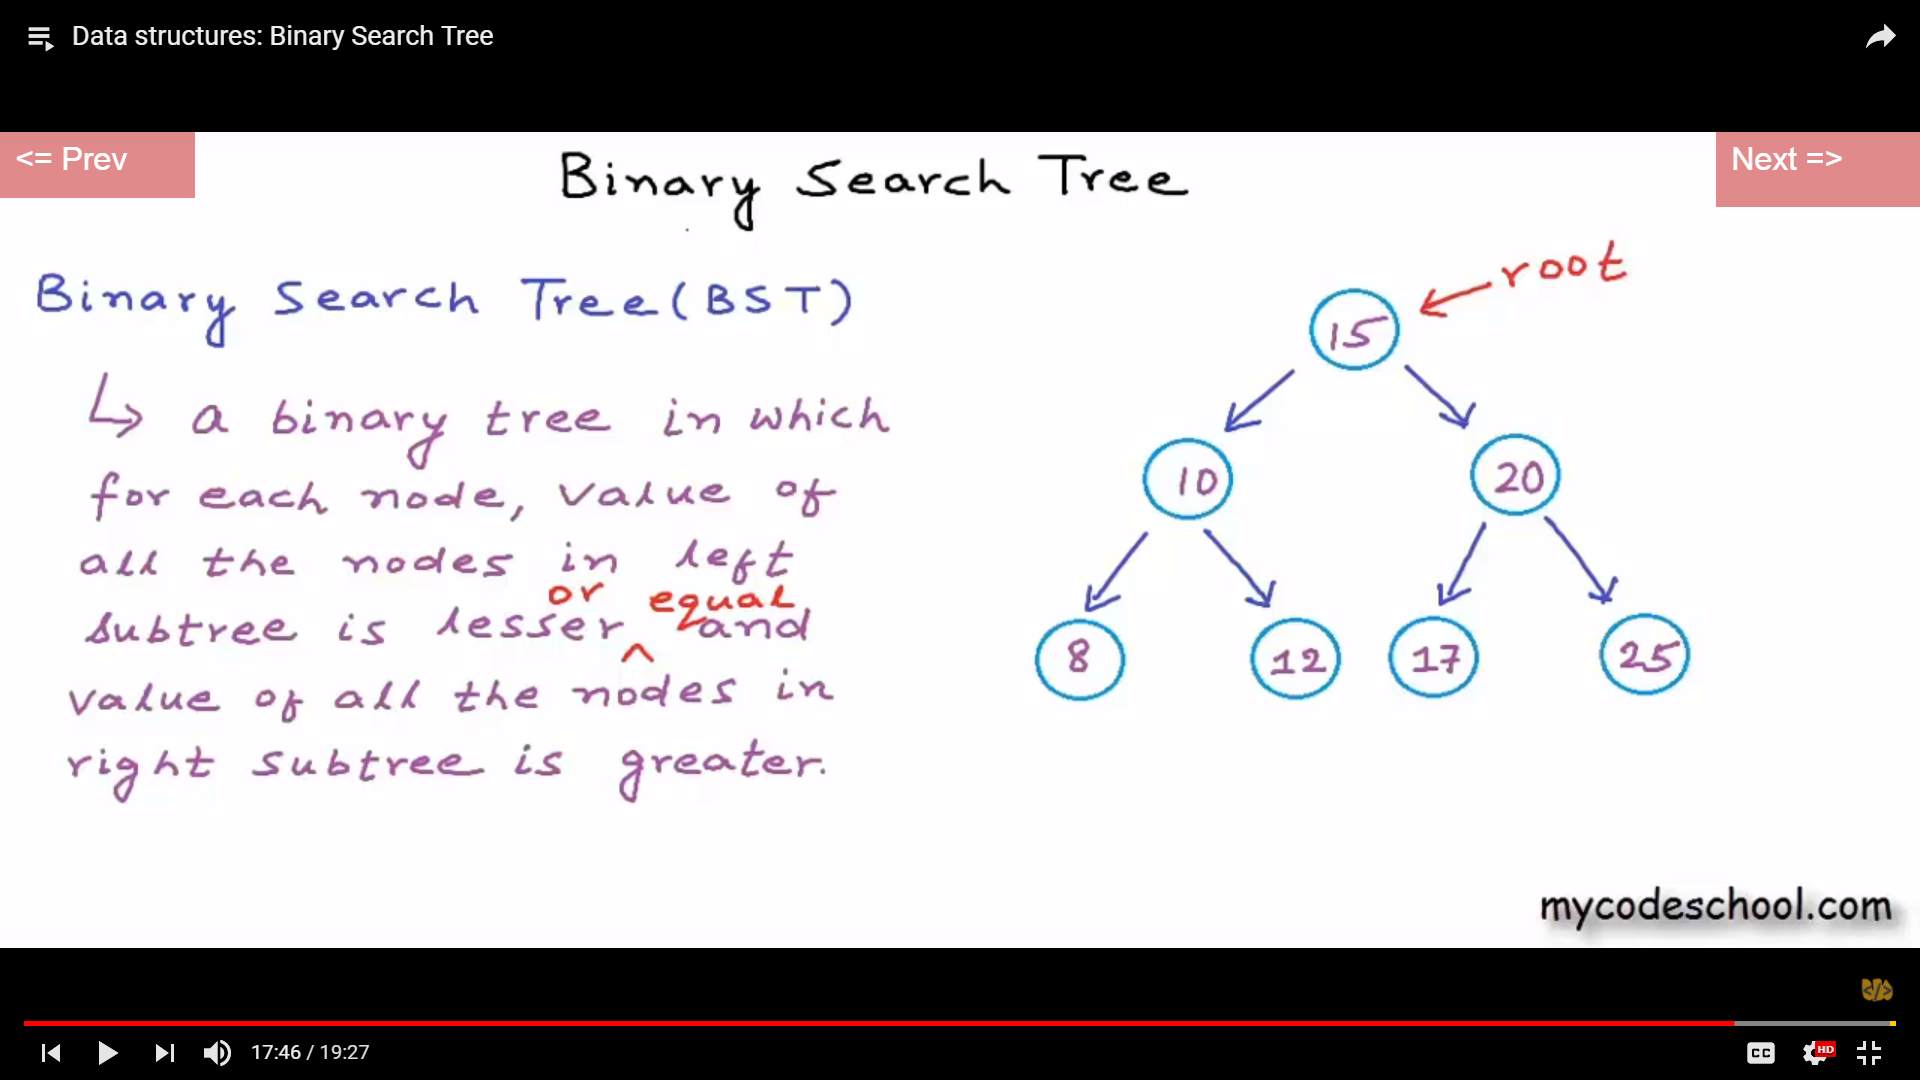 Data structures: Binary Search Tree
<= Prev
Next =>
Binary Search Tree
Binary Search Tree (BST)
a binary tree in which
for each node, value of
all the nodes in left
or equal
subtree is lesser ^ and
value of all the nodes in
right subtree is greater.
root
15
10
20
8
12
17
25
mycodeschool.com
</>
17:46 / 19:27
CC
HD